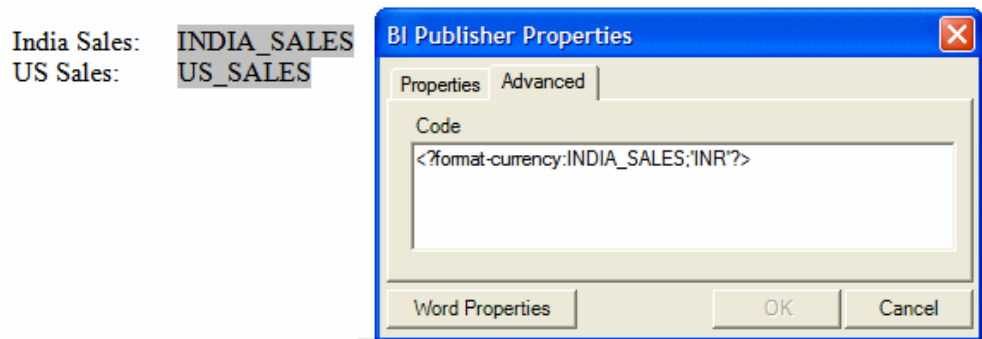 India Sales: INDIA_SALES
US Sales: US_SALES
BI Publisher Properties
Properties Advanced
Code
<?format-currency:INDIA_SALES;'INR'?>
Word Properties OK Cancel